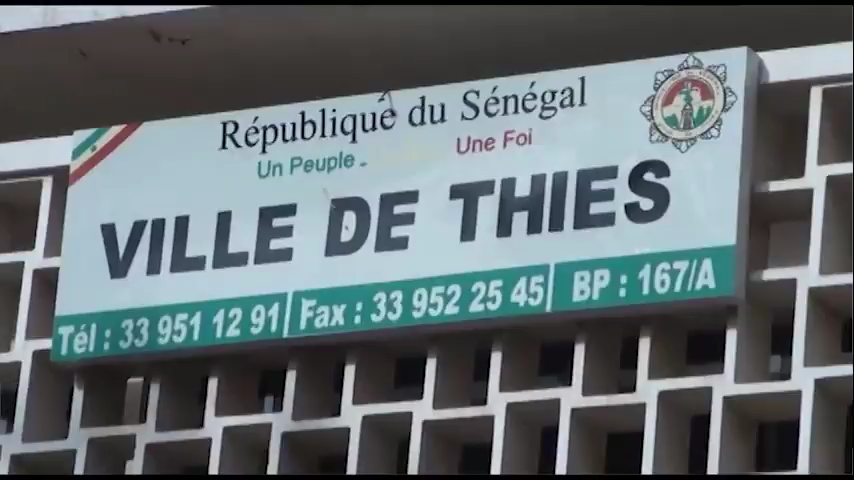 République du Sénégal
Un Peuple - Une Foi
VILLE DE THIES
Tél : 33 951 12 91 Fax : 33 952 25 45 BP : 167/A